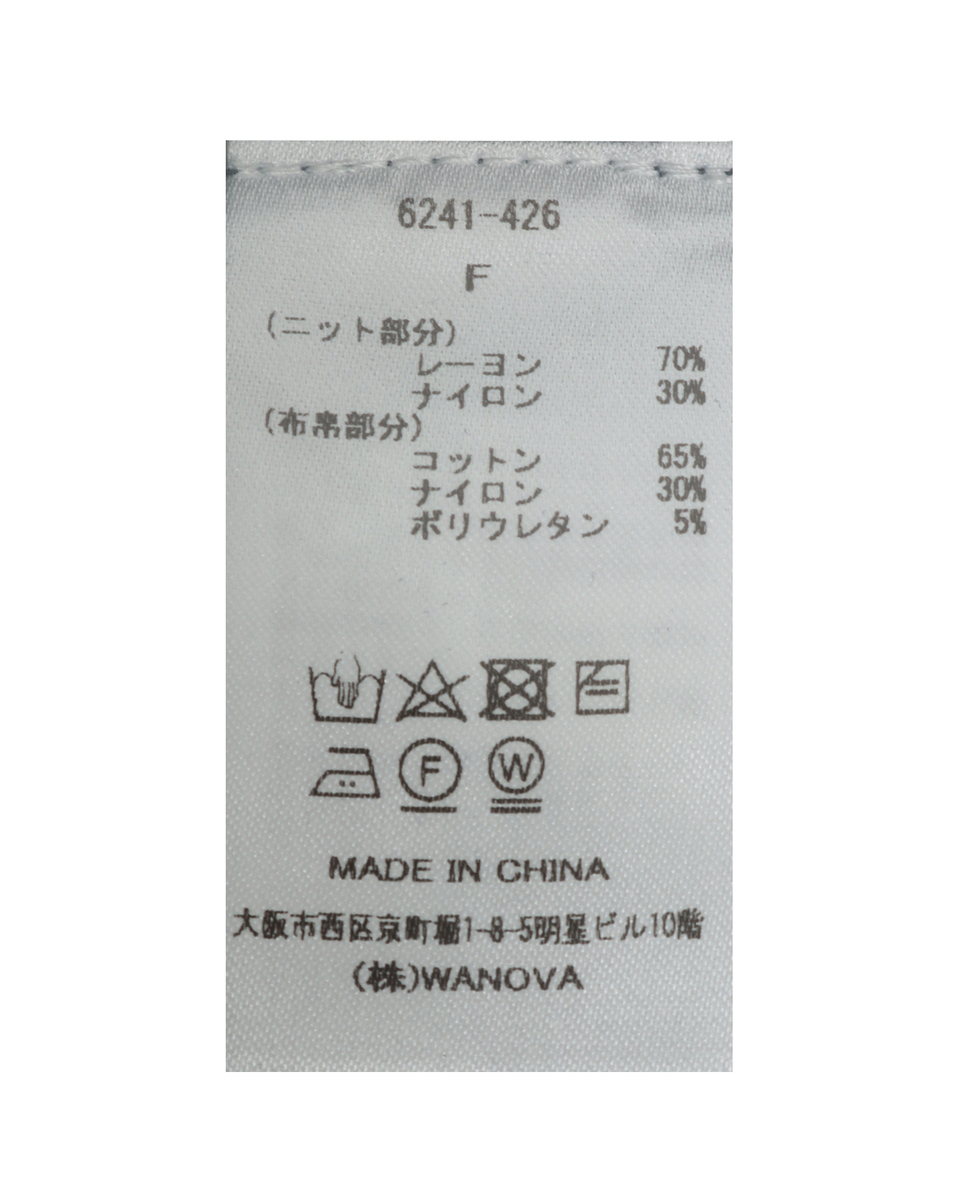 6241-426
F
(ニット部分)
レーヨン 70%
ナイロン 30%
(布帛部分)
コットン 65%
ナイロン 30%
ポリウレタン 5%
F W
MADE IN CHINA
大阪市西区京町堀1-8-5明星ビル10階
(株)WANOVA